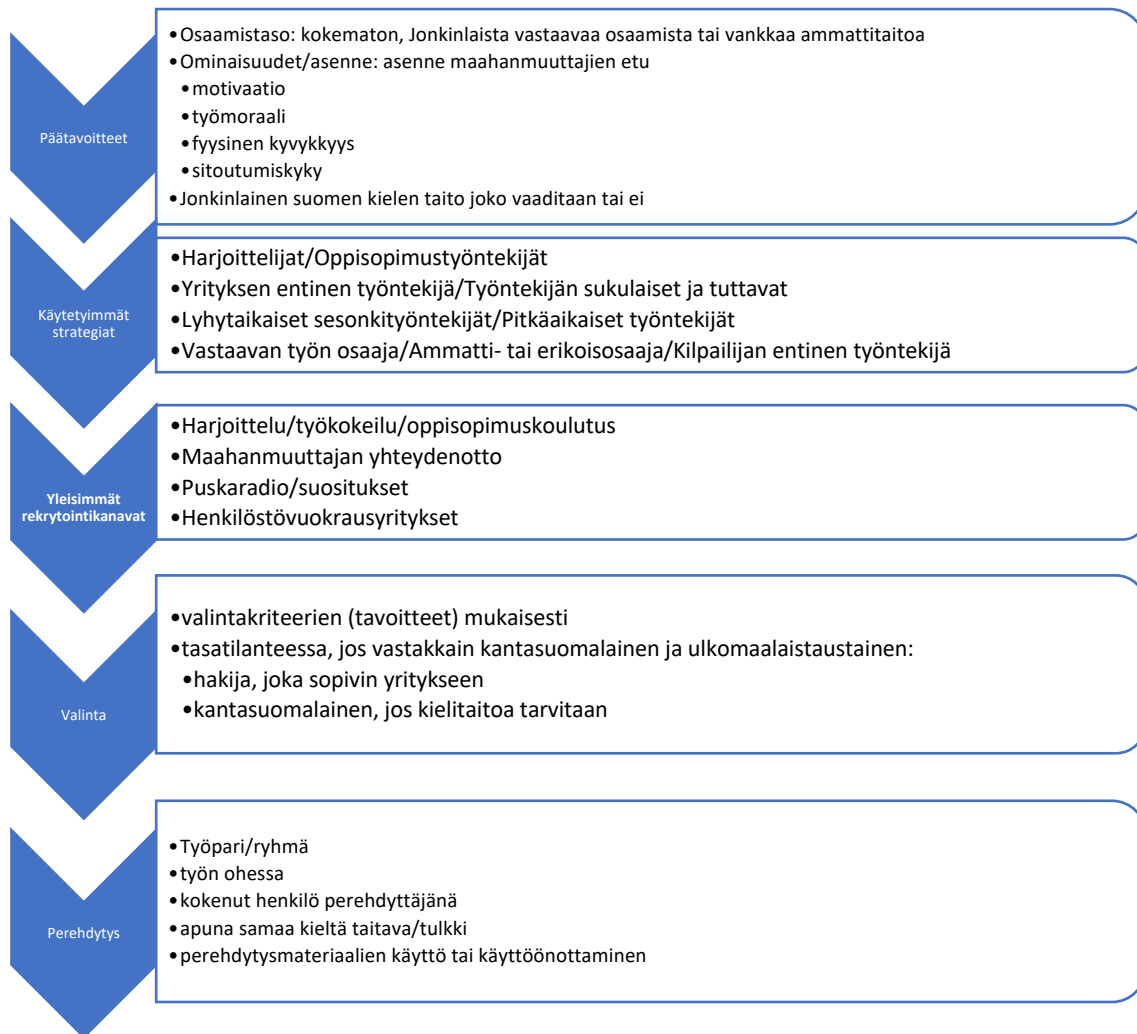 Päätavoitteet
•Osaamistaso: kokematon, Jonkinlaista vastaavaa osaamista tai vankkaa ammattitaitoa
•Ominaisuudet/asenne: asenne maahanmuuttajien etu
•motivaatio
•työmoraali
•fyysinen kyvykkyys
•sitoutumiskyky
•Jonkinlainen suomen kielen taito joko vaaditaan tai ei
Käytetyimmät
strategiat
•Harjoittelijat/Oppisopimustyöntekijät
•Yrityksen entinen työntekijä/Työntekijän sukulaiset ja tuttavat
•Lyhytaikaiset sesonkityöntekijät/Pitkäaikaiset työntekijät
•Vastaavan työn osaaja/Ammatti- tai erikoisosaaja/Kilpailijan entinen työntekijä
Yleisimmät
rekrytointikanavat
•Harjoittelu/työkokeilu/oppisopimuskoulutus
•Maahanmuuttajan yhteydenotto
•Puskaradio/suositukset
•Henkilöstövuokrausyritykset
Valinta
•valintakriteerien (tavoitteet) mukaisesti
•tasatilanteessa, jos vastakkain kantasuomalainen ja ulkomaalaistaustainen:
•hakija, joka sopivin yritykseen
•kantasuomalainen, jos kielitaitoa tarvitaan
Perehdytys
•Työpari/ryhmä
•työn ohessa
•kokenut henkilö perehdyttäjänä
•apuna samaa kieltä taitava/tulkki
•perehdytysmateriaalien käyttö tai käyttöönottaminen